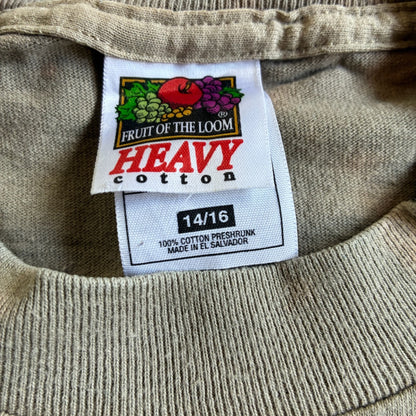 FRUIT OF THE LOOM ®
HEAVY
cotton
14/16
100% COTTON PRESHRUNK
MADE IN EL SALVADOR